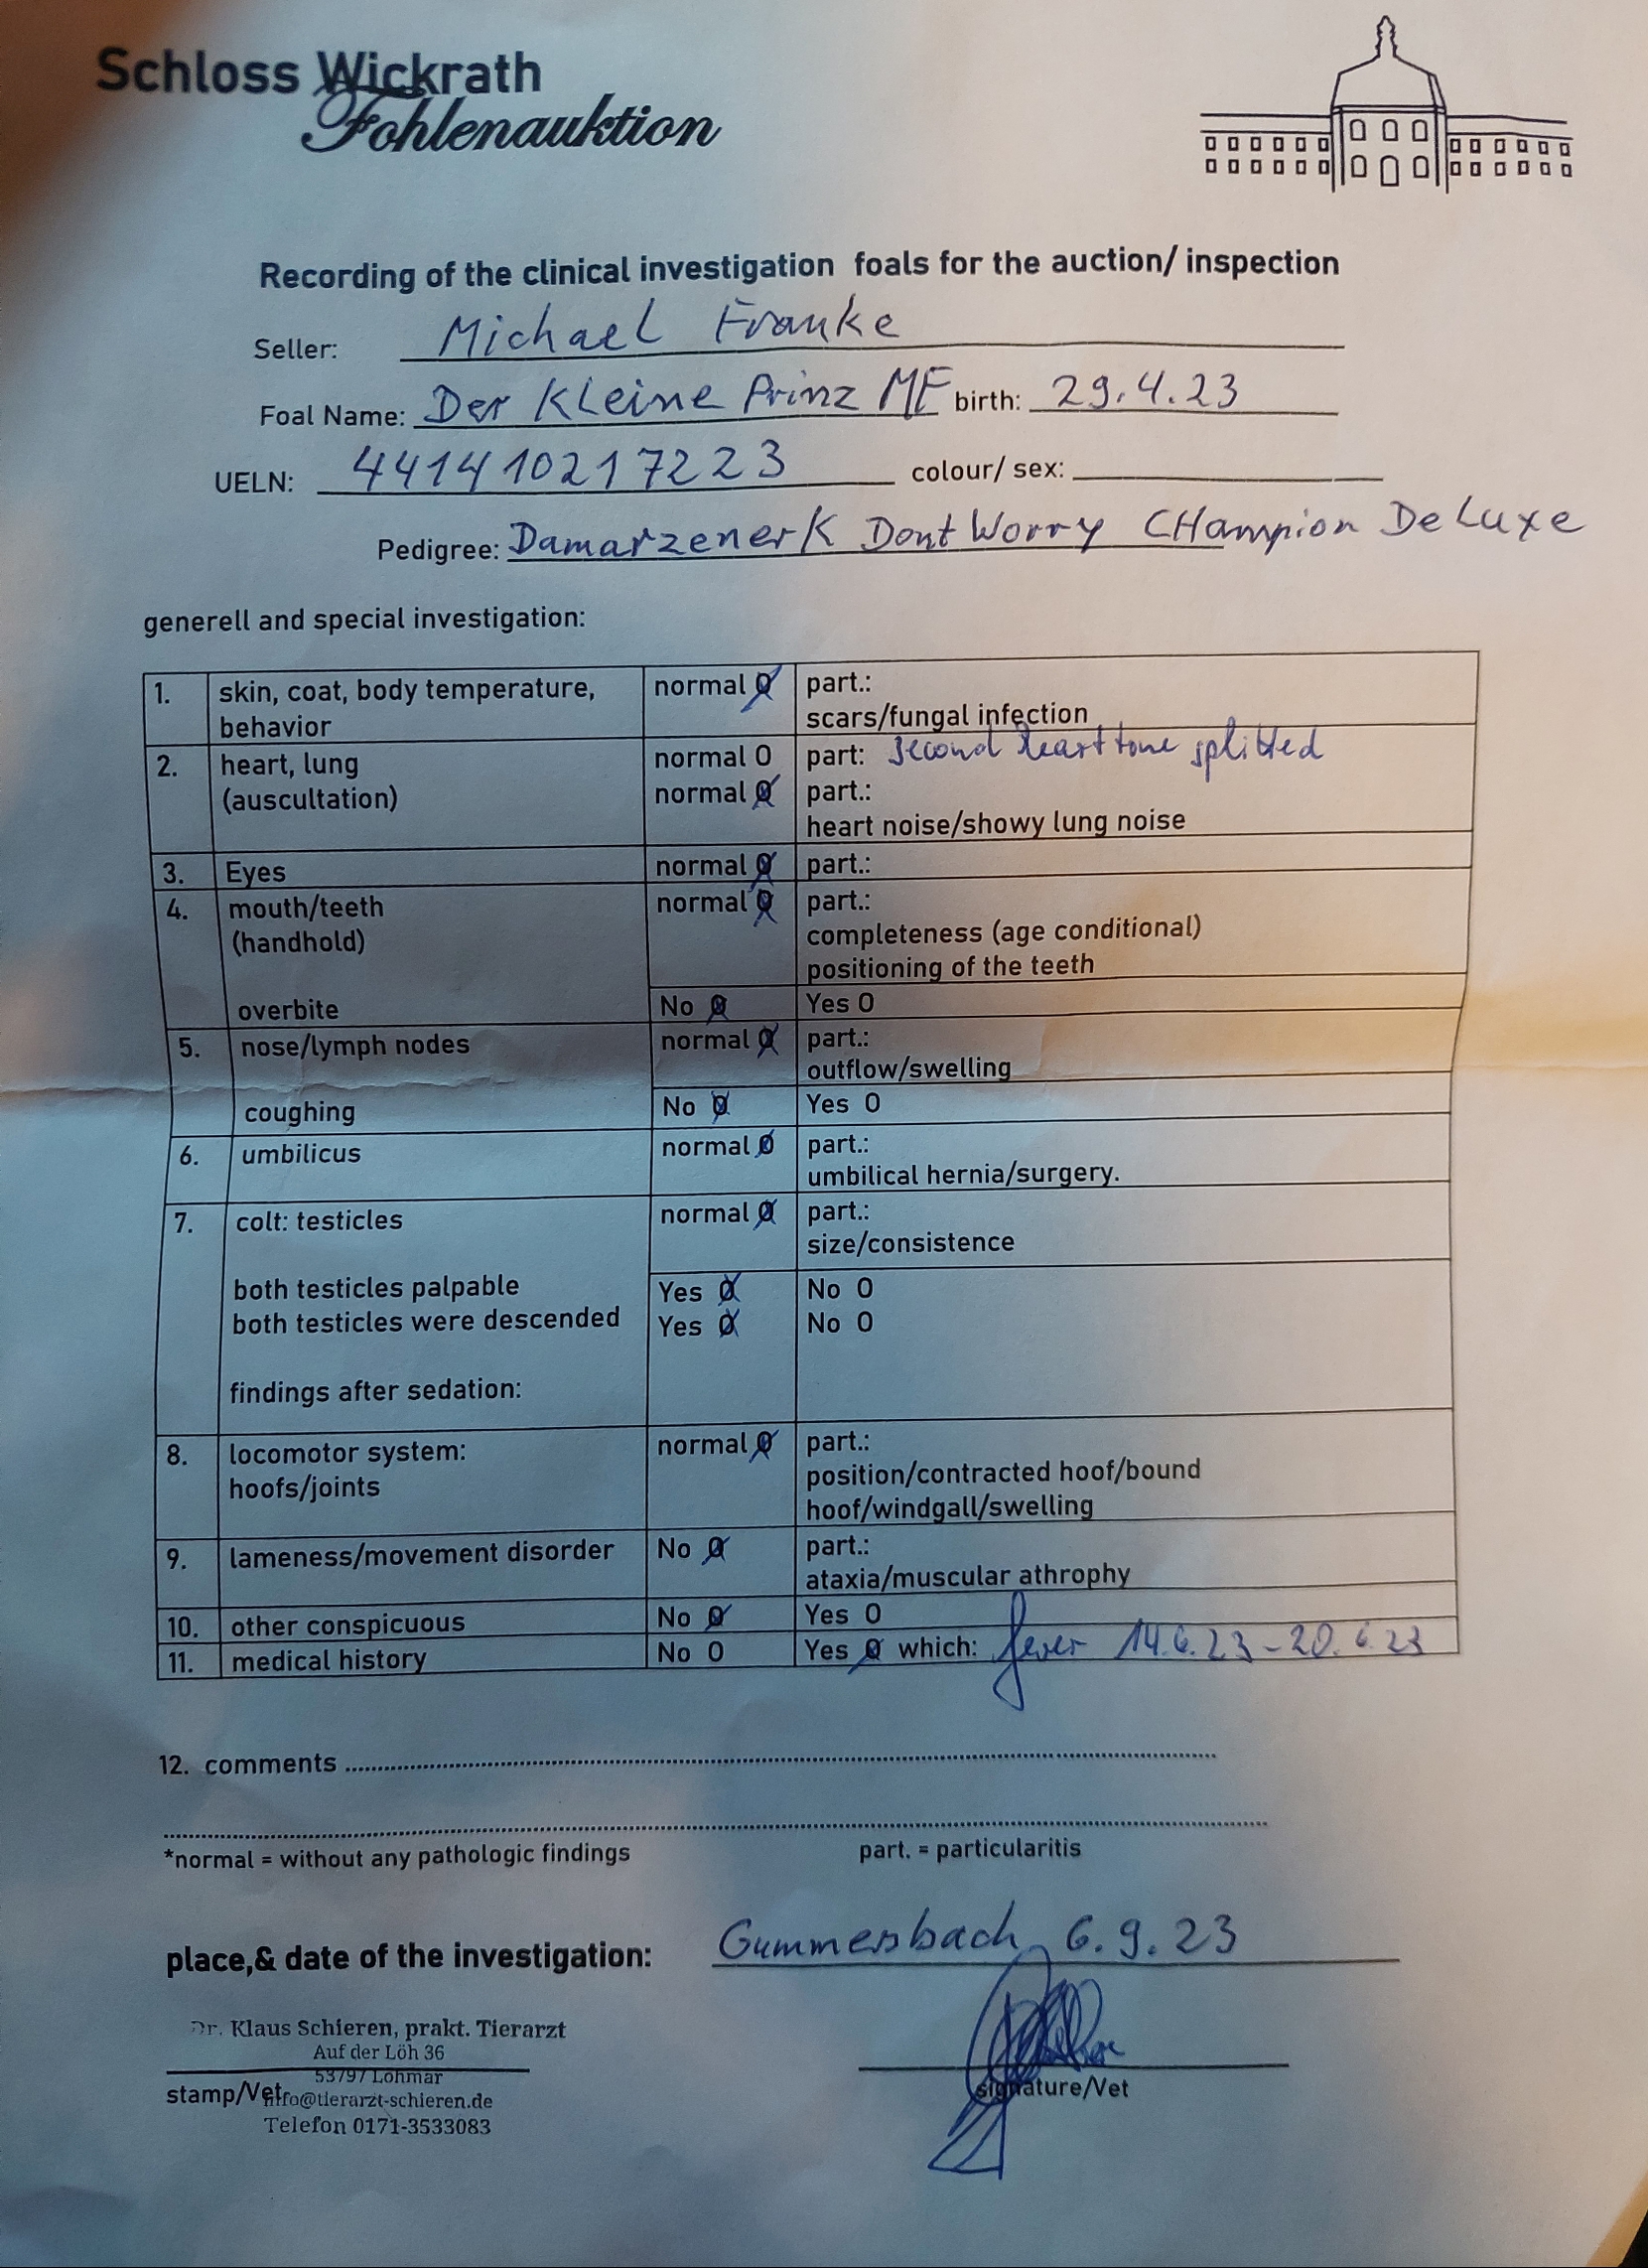 Schloss Wickrath
Fohlenauktion
Recording of the clinical investigation foals for the auction/ inspection
Seller: Michael Franke
Foal Name: Der Kleine Prinz MF birth: 29.4.23
UELN: 441410217223 colour/ sex:
Pedigree: Damarzener K Dont Worry CHampion De Luxe
generell and special investigation:
1. skin, coat, body temperature, normal O part.:
behavior scars/fungal infection
2. heart, lung normal O part: second heart tone splitted
(auscultation) normal O part.:
heart noise/showy lung noise
3. Eyes normal O part.:
4. mouth/teeth normal O part.:
(handhold) completeness (age conditional)
positioning of the teeth
overbite No O Yes O
5. nose/lymph nodes normal O part.:
outflow/swelling
coughing No O Yes O
6. umbilicus normal O part.:
umbilical hernia/surgery.
7. colt: testicles normal O part.:
size/consistence
both testicles palpable Yes O No O
both testicles were descended Yes O No O
findings after sedation:
8. locomotor system: normal O part.:
hoofs/joints position/contracted hoof/bound
hoof/windgall/swelling
9. lameness/movement disorder No O part.:
ataxia/muscular athrophy
10. other conspicuous No O Yes O
11. medical history No O Yes O which: fever 14.6.23-20.6.23
12. comments
*normal = without any pathologic findings part. = particularitis
place,& date of the investigation: Gummersbach, 6.9.23
Dr. Klaus Schieren, prakt. Tierarzt
Auf der Löh 36
53797 Lohmar
stamp/Vet info@tierarzt-schieren.de signature/Vet
Telefon 0171-3533083